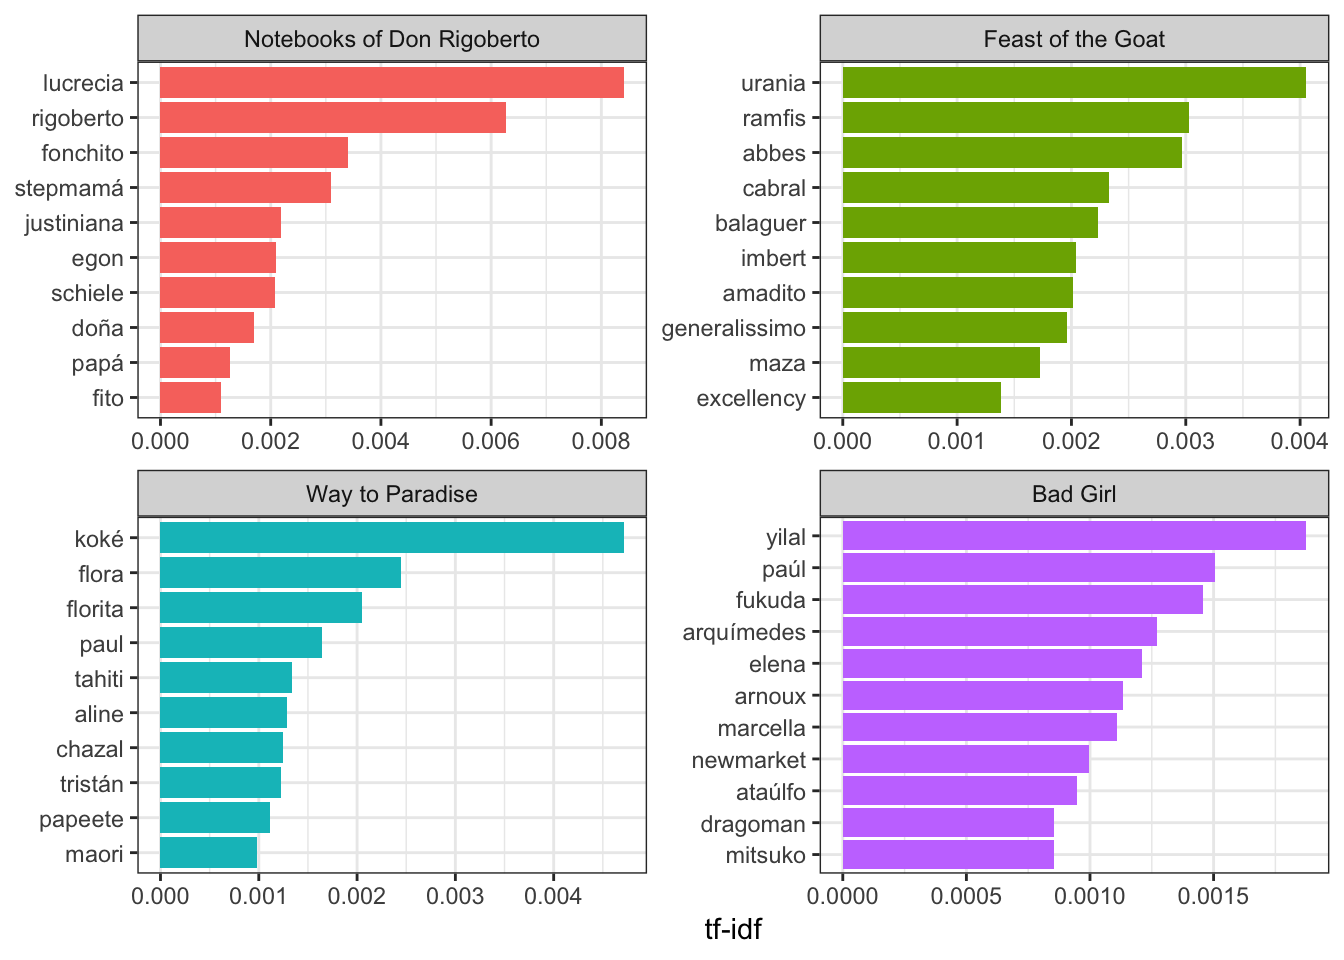 Notebooks of Don Rigoberto
lucrecia
rigoberto
fonchito
stepmamá
justiniana
egon
schiele
doña
papá
fito
0.000 0.002 0.004 0.006 0.008
Feast of the Goat
urania
ramfis
abbes
cabral
balaguer
imbert
amadito
generalissimo
maza
excellency
0.000 0.001 0.002 0.003 0.004
Way to Paradise
koké
flora
florita
paul
tahiti
aline
chazal
tristán
papeete
maori
0.000 0.001 0.002 0.003 0.004
Bad Girl
yilal
paúl
fukuda
arquímedes
elena
arnoux
marcella
newmarket
ataúlfo
dragoman
mitsuko
0.0000 0.0005 0.0010 0.0015
tf-idf